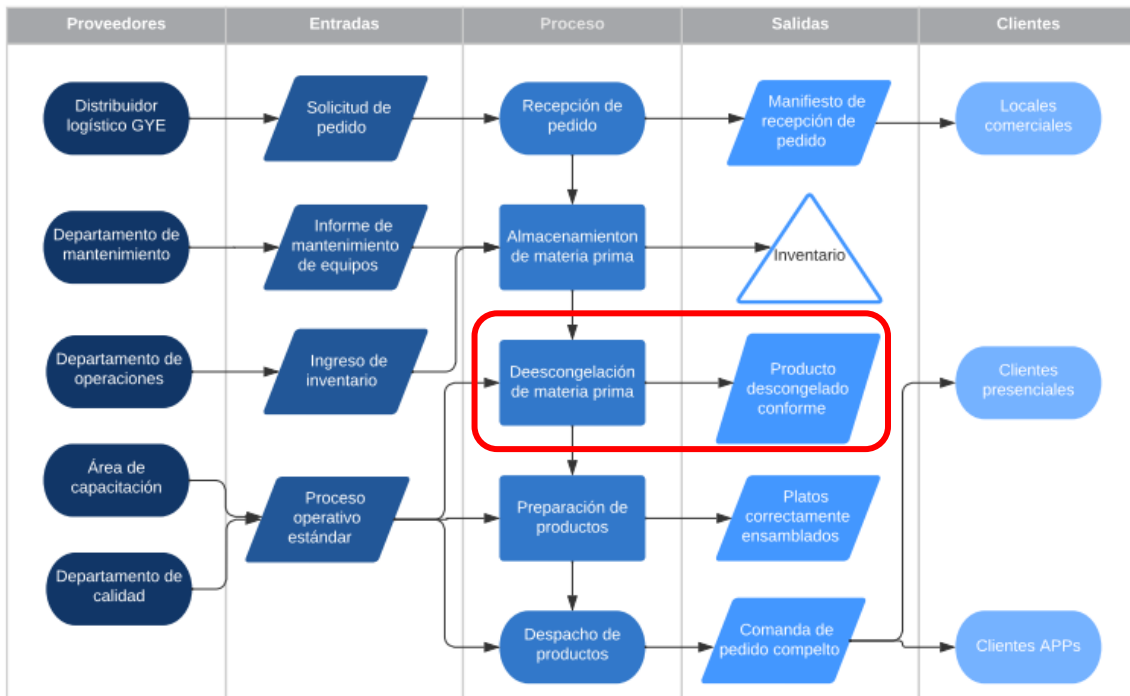 Proveedores
Entradas
Proceso
Salidas
Clientes
Distribuidor
logístico GYE
Solicitud de
pedido
Recepción de
pedido
Manifiesto de
recepción de
pedido
Locales
comerciales
Departamento de
mantenimiento
Informe de
mantenimiento
de equipos
Almacenamienton
de materia prima
Inventario
Departamento de
operaciones
Ingreso de
inventario
Deescongelación
de materia prima
Producto
descongelado
conforme
Clientes
presenciales
Área de
capacitación
Proceso
operativo
estándar
Preparación de
productos
Platos
correctamente
ensamblados
Departamento de
calidad
Despacho de
productos
Comanda de
pedido compelto
Clientes APPs